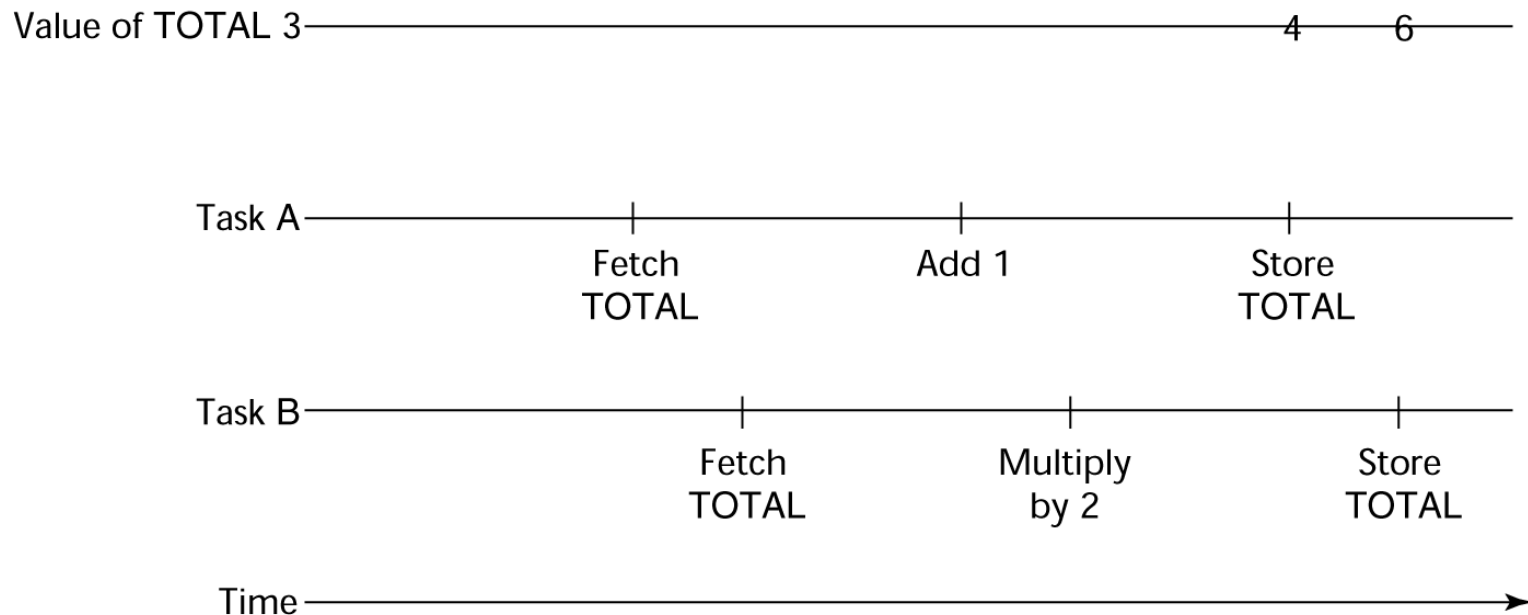 Value of TOTAL 3 4 6
Task A
Fetch Add 1 Store
TOTAL TOTAL
Task B
Fetch Multiply Store
TOTAL by 2 TOTAL
Time